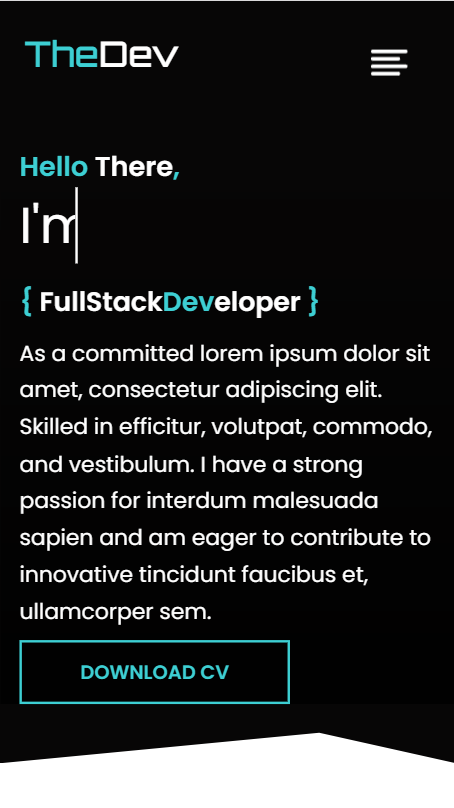 TheDev
Hello There,
I'm
{ FullStackDeveloper }
As a committed lorem ipsum dolor sit
amet, consectetur adipiscing elit.
Skilled in efficitur, volutpat, commodo,
and vestibulum. I have a strong
passion for interdum malesuada
sapien and am eager to contribute to
innovative tincidunt faucibus et,
ullamcorper sem.
DOWNLOAD CV